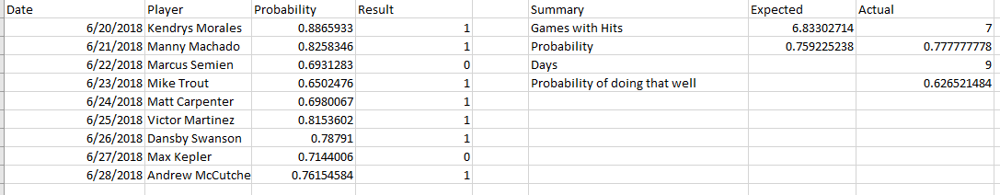 Date Player Probability Result Summary Expected Actual
6/20/2018 Kendrys Morales 0.8865933 1 Games with Hits 6.83302714 7
6/21/2018 Manny Machado 0.8258346 1 Probability 0.759225238 0.777777778
6/22/2018 Marcus Semien 0.6931283 0 Days 9
6/23/2018 Mike Trout 0.6502476 1 Probability of doing that well 0.626521484
6/24/2018 Matt Carpenter 0.6980067 1
6/25/2018 Victor Martinez 0.8153602 1
6/26/2018 Dansby Swanson 0.78791 1
6/27/2018 Max Kepler 0.7144006 0
6/28/2018 Andrew McCutche 0.76154584 1